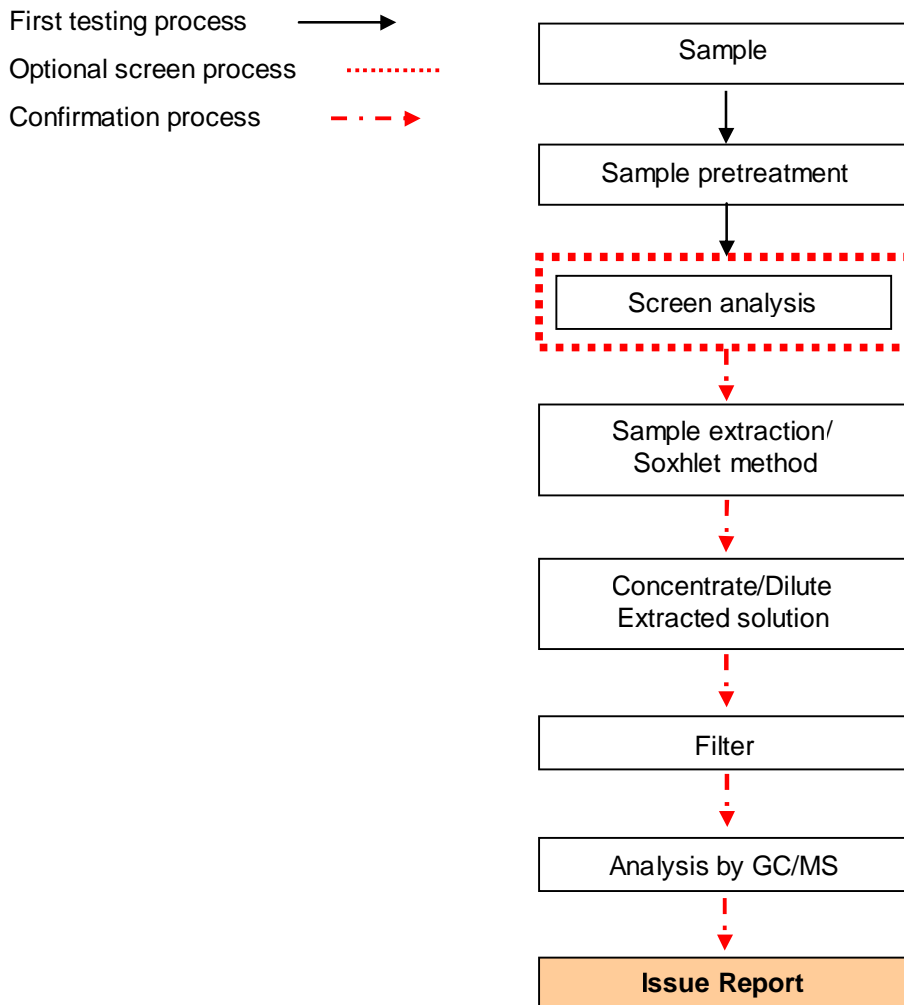 First testing process
Optional screen process
Confirmation process
Sample
Sample pretreatment
Screen analysis
Sample extraction/
Soxhlet method
Concentrate/Dilute
Extracted solution
Filter
Analysis by GC/MS
Issue Report